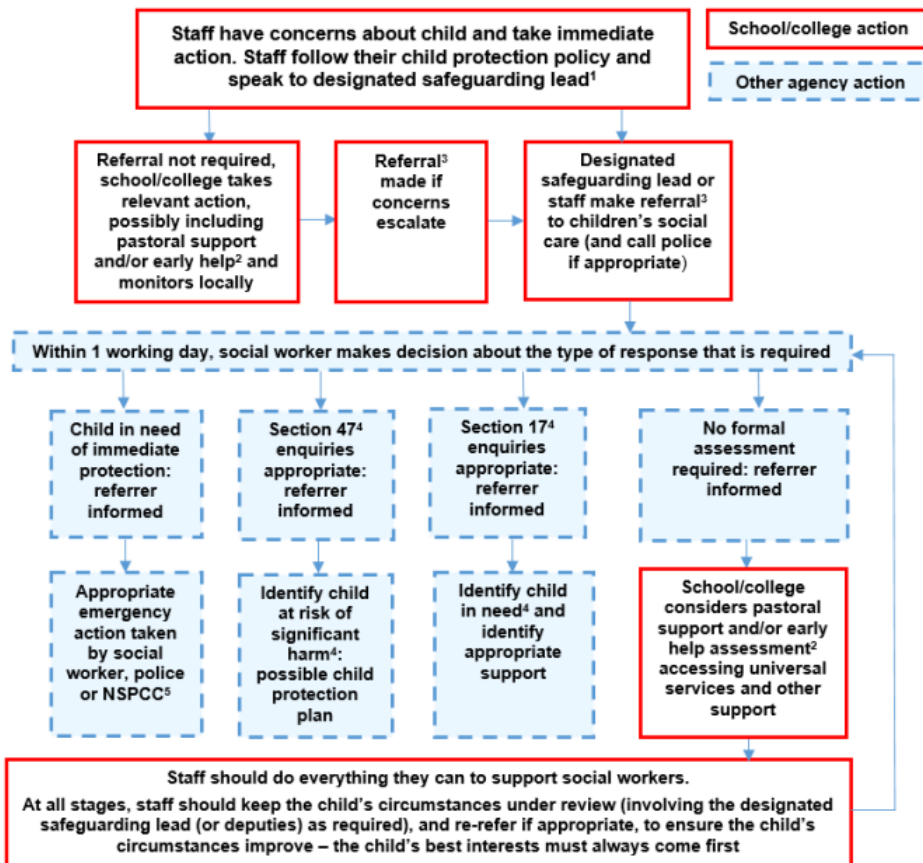 Staff have concerns about child and take immediate
action. Staff follow their child protection policy and
speak to designated safeguarding lead¹
School/college action
Other agency action
Referral not required,
school/college takes
relevant action,
possibly including
pastoral support
and/or early help² and
monitors locally
Referral³
made if
concerns
escalate
Designated
safeguarding lead or
staff make referral³
to children's social
care (and call police
if appropriate)
Within 1 working day, social worker makes decision about the type of response that is required
Child in need
of immediate
protection:
referrer
informed
Section 47⁴
enquiries
appropriate:
referrer
informed
Section 17⁴
enquiries
appropriate:
referrer
informed
No formal
assessment
required: referrer
informed
Appropriate
emergency
action taken
by social
worker, police
or NSPCC⁵
Identify child
at risk of
significant
harm⁴:
possible child
protection
plan
Identify child
in need⁴ and
identify
appropriate
support
School/college
considers pastoral
support and/or early
help assessment²
accessing universal
services and other
support
Staff should do everything they can to support social workers.
At all stages, staff should keep the child's circumstances under review (involving the designated
safeguarding lead (or deputies) as required), and re-refer if appropriate, to ensure the child's
circumstances improve – the child's best interests must always come first